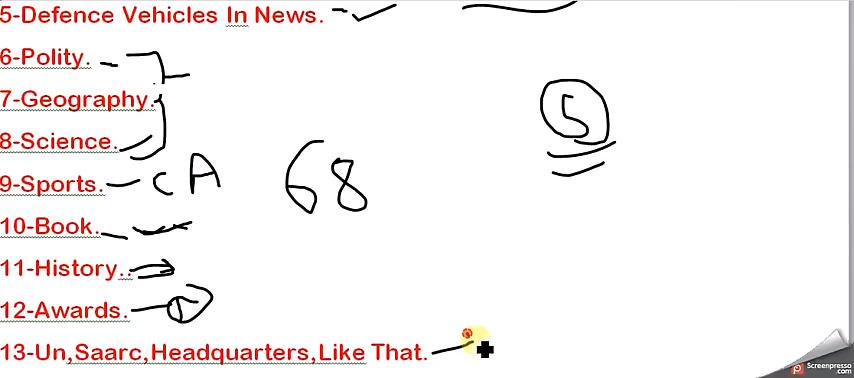 5-Defence Vehicles In News.
6-Polity.
7-Geography.
5
8-Science.
9-Sports. CA 68
10-Book.
11-History..
12-Awards.
13-Un,Saarc,Headquarters,Like That.
Screenpresso
.com